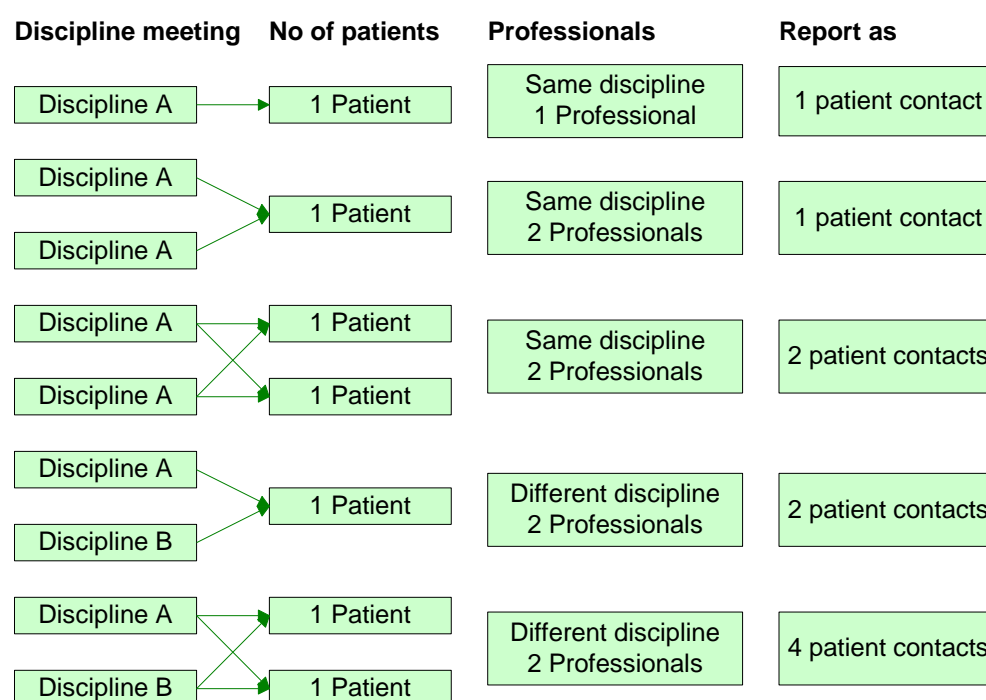 Discipline meeting No of patients Professionals Report as
Discipline A 1 Patient Same discipline
1 Professional 1 patient contact
Discipline A
Discipline A
1 Patient Same discipline
2 Professionals 1 patient contact
Discipline A 1 Patient
Discipline A 1 Patient
Same discipline
2 Professionals 2 patient contacts
Discipline A
Discipline B
1 Patient Different discipline
2 Professionals 2 patient contacts
Discipline A 1 Patient
Discipline B 1 Patient
Different discipline
2 Professionals 4 patient contacts